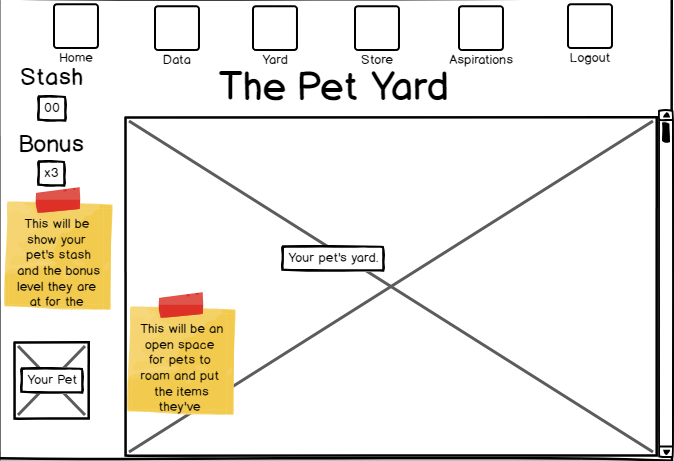 Home
Data
Yard
Store
Aspirations
Logout
Stash
The Pet Yard
00
Bonus
x3
This will be
show your
pet's stash
and the bonus
level they are
at for the
Your pet's yard.
This will be an
open space
for pets to
roam and put
the items
they've
Your Pet